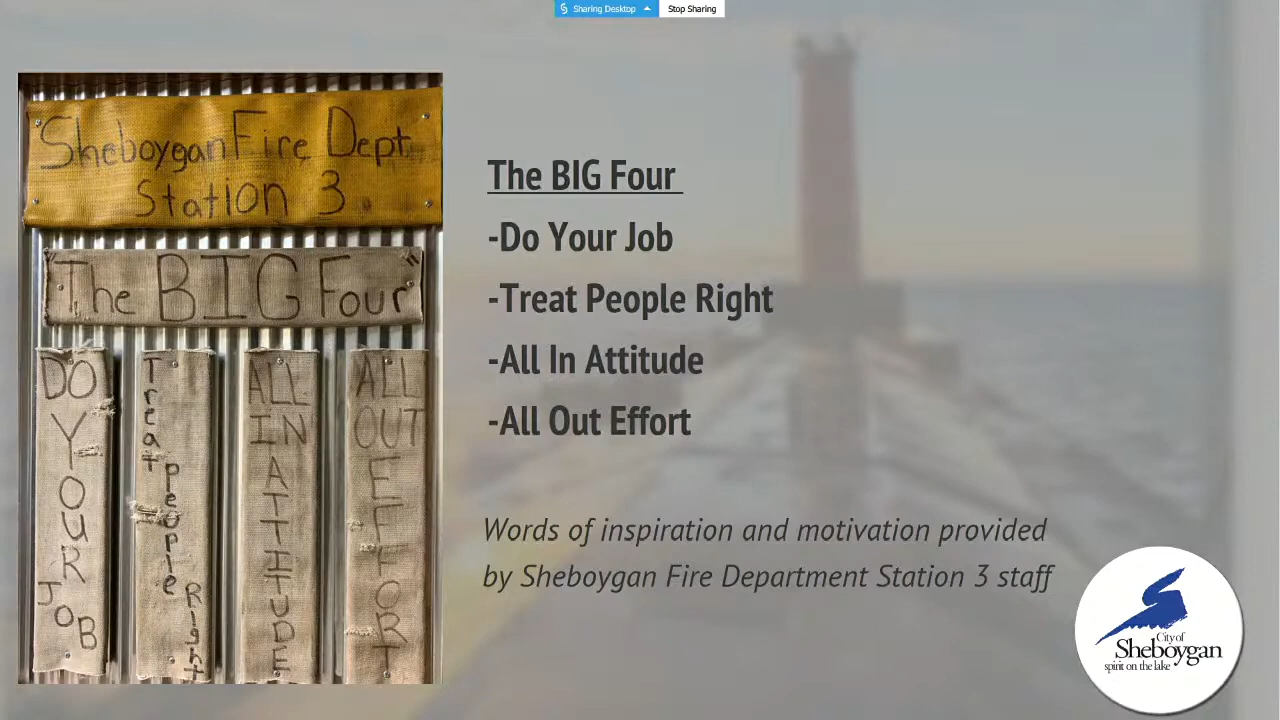 Sharing Desktop
Stop Sharing
Sheboygan Fire Dept.
Station 3
"The BIG Four"
DO YOUR JOB
Treat People Right
ALL IN ATTITUDE
ALL OUT EFFORT
The BIG Four
-Do Your Job
-Treat People Right
-All In Attitude
-All Out Effort
Words of inspiration and motivation provided
by Sheboygan Fire Department Station 3 staff
City of
Sheboygan
spirit on the lake